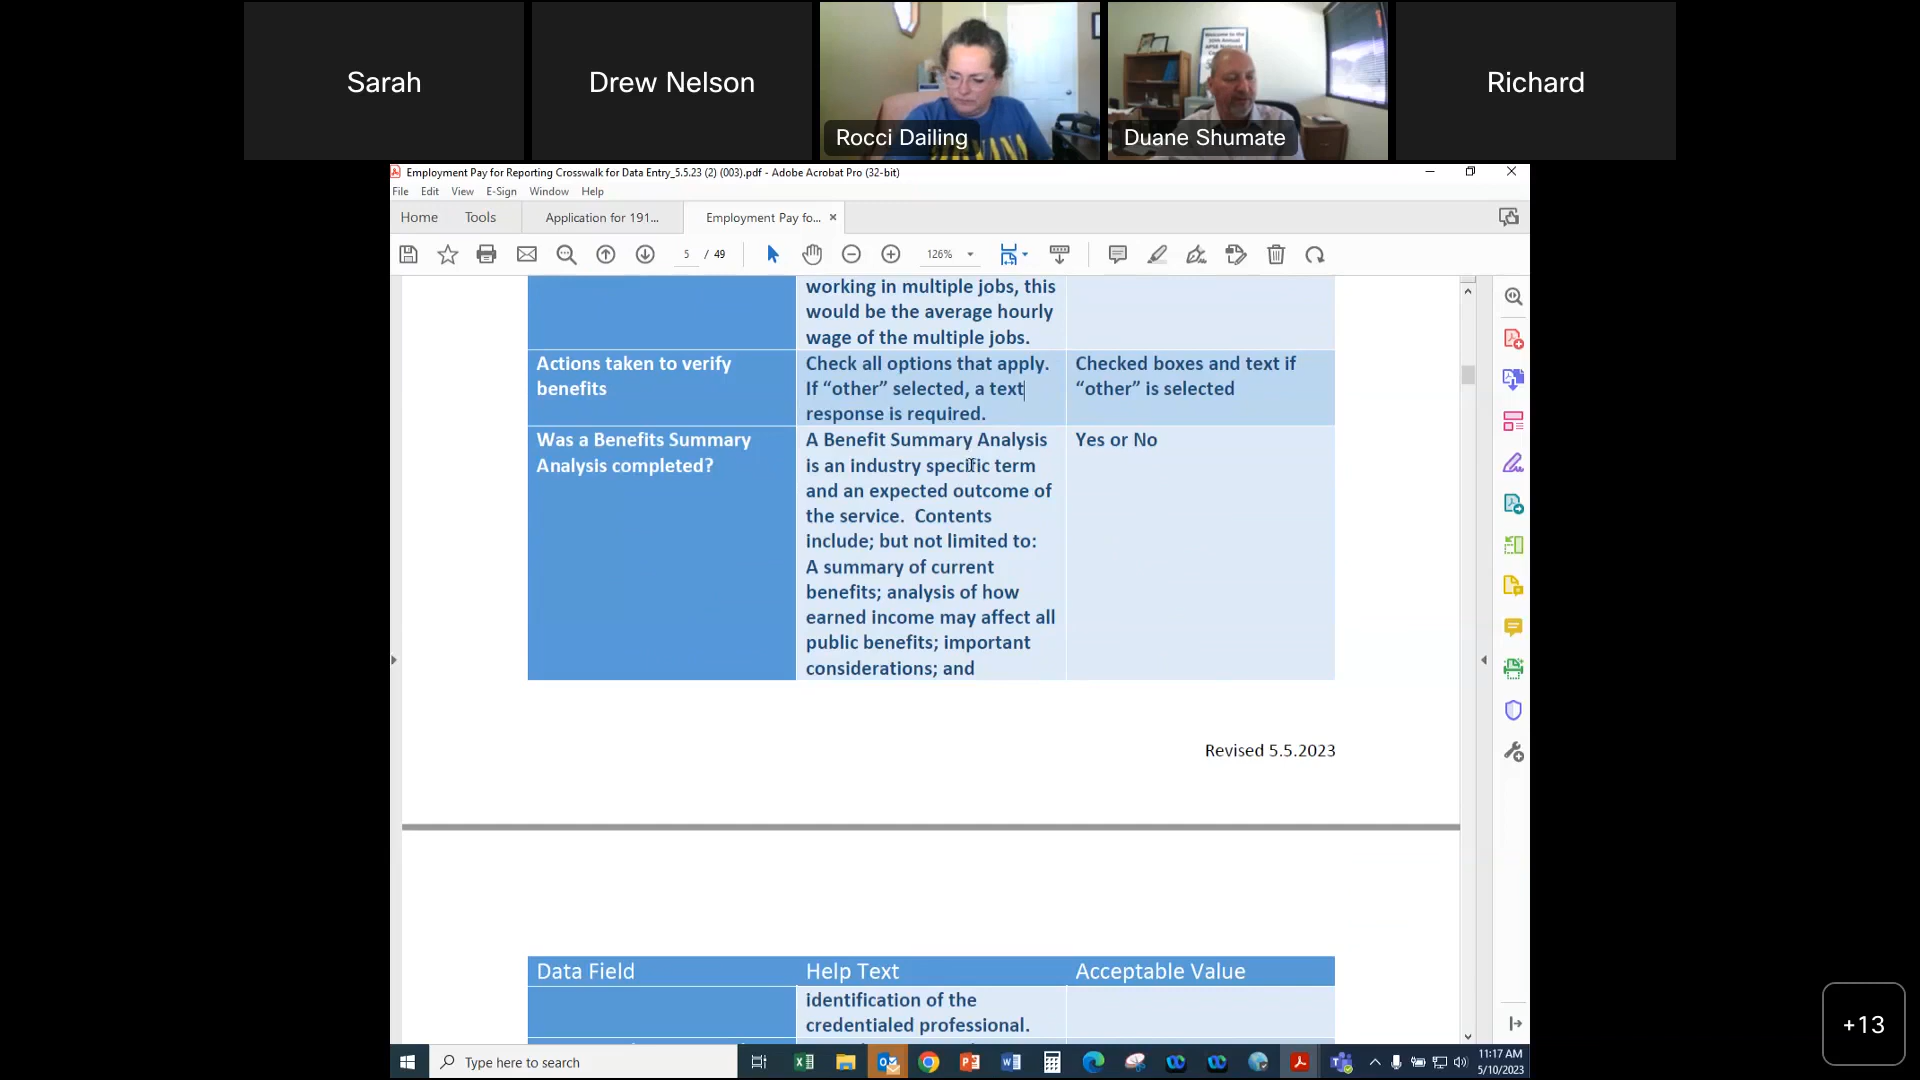 Sarah
Drew Nelson
Rocci Dailing
Duane Shumate
Richard
Employment Pay for Reporting Crosswalk for Data Entry_5.5.23 (2) (003).pdf - Adobe Acrobat Pro (32-bit)
File Edit View E-Sign Window Help
Home Tools Application for 191... Employment Pay fo... ×
5 / 49 126%
working in multiple jobs, this
would be the average hourly
wage of the multiple jobs.
Actions taken to verify
benefits
Check all options that apply.
If “other” selected, a text
response is required.
Checked boxes and text if
“other” is selected
Was a Benefits Summary
Analysis completed?
A Benefit Summary Analysis
is an industry specific term
and an expected outcome of
the service. Contents
include; but not limited to:
A summary of current
benefits; analysis of how
earned income may affect all
public benefits; important
considerations; and
Yes or No
Revised 5.5.2023
Data Field Help Text Acceptable Value
identification of the
credentialed professional.
+13
Type here to search
11:17 AM
5/10/2023